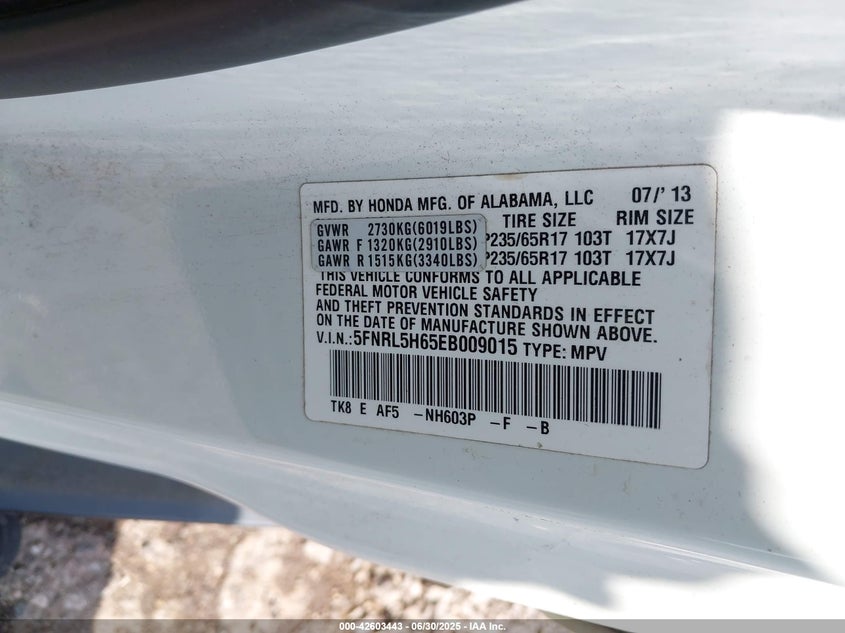 MFD. BY HONDA MFG. OF ALABAMA, LLC 07/'13
TIRE SIZE RIM SIZE
GVWR 2730KG(6019LBS)
GAWR F 1320KG(2910LBS) P235/65R17 103T 17X7J
GAWR R 1515KG(3340LBS) P235/65R17 103T 17X7J
THIS VEHICLE CONFORMS TO ALL APPLICABLE
FEDERAL MOTOR VEHICLE SAFETY
AND THEFT PREVENTION STANDARDS IN EFFECT
ON THE DATE OF MANUFACTURE SHOWN ABOVE.
V.I.N.:5FNRL5H65EB009015 TYPE: MPV
TK8 E AF5 -NH603P -F -B
000-42603443 - 06/30/2025 - IAA Inc.